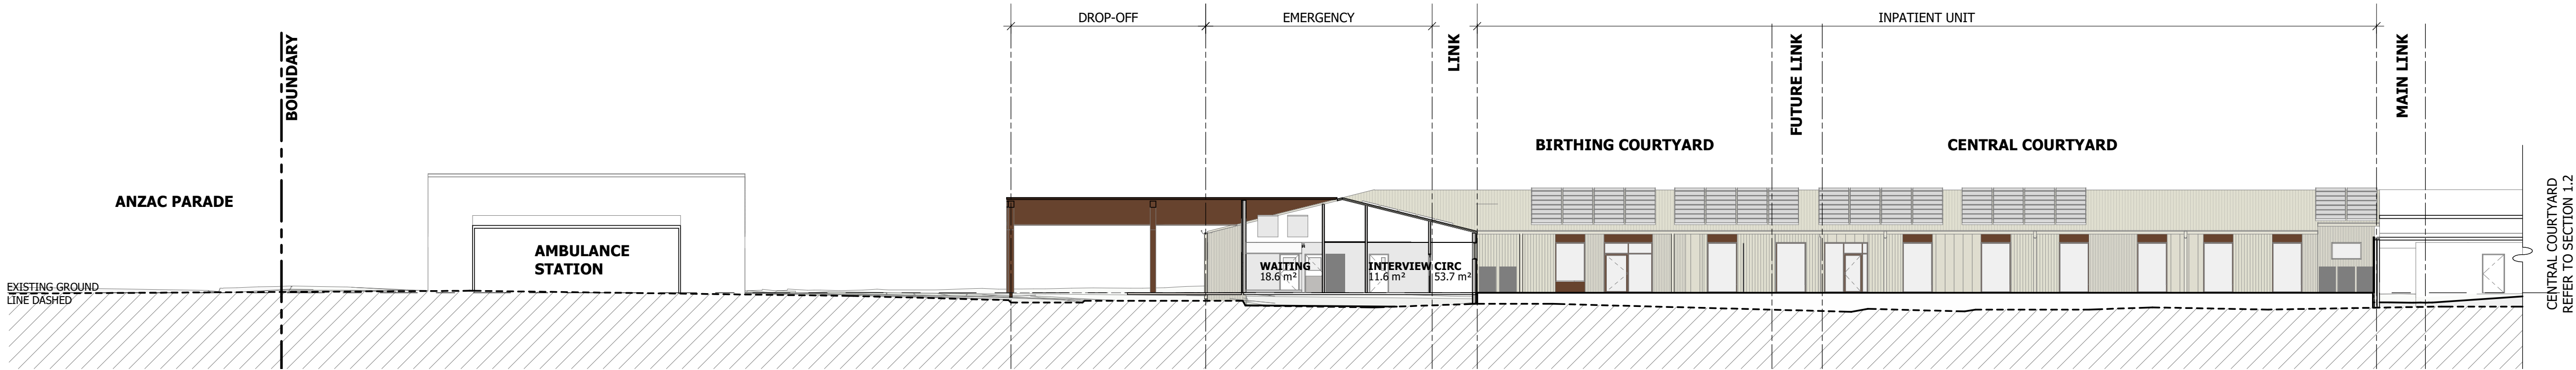 DROP-OFF
EMERGENCY
INPATIENT UNIT
BOUNDARY
LINK
FUTURE LINK
MAIN LINK
BIRTHING COURTYARD
CENTRAL COURTYARD
ANZAC PARADE
AMBULANCE
STATION
WAITING
18.6 m²
INTERVIEW
11.6 m²
CIRC
53.7 m²
EXISTING GROUND
LINE DASHED
CENTRAL COURTYARD
REFER TO SECTION 1.2